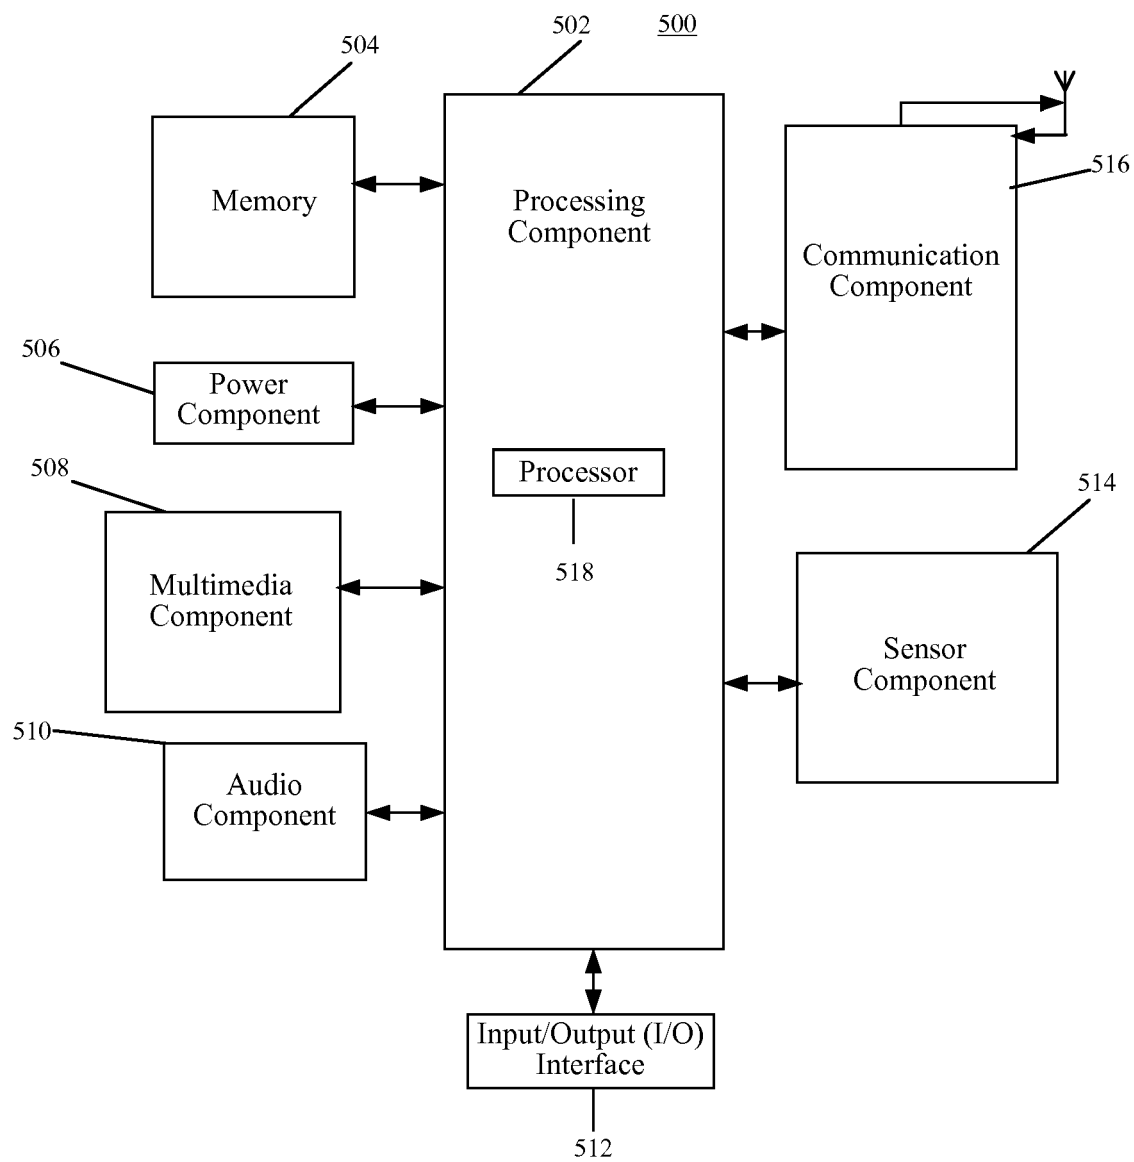 502
500
504
516
Memory
Processing
Component
Communication
Component
506
Power
Component
508
Processor
514
518
Multimedia
Component
Sensor
Component
510
Audio
Component
Input/Output (I/O)
Interface
512